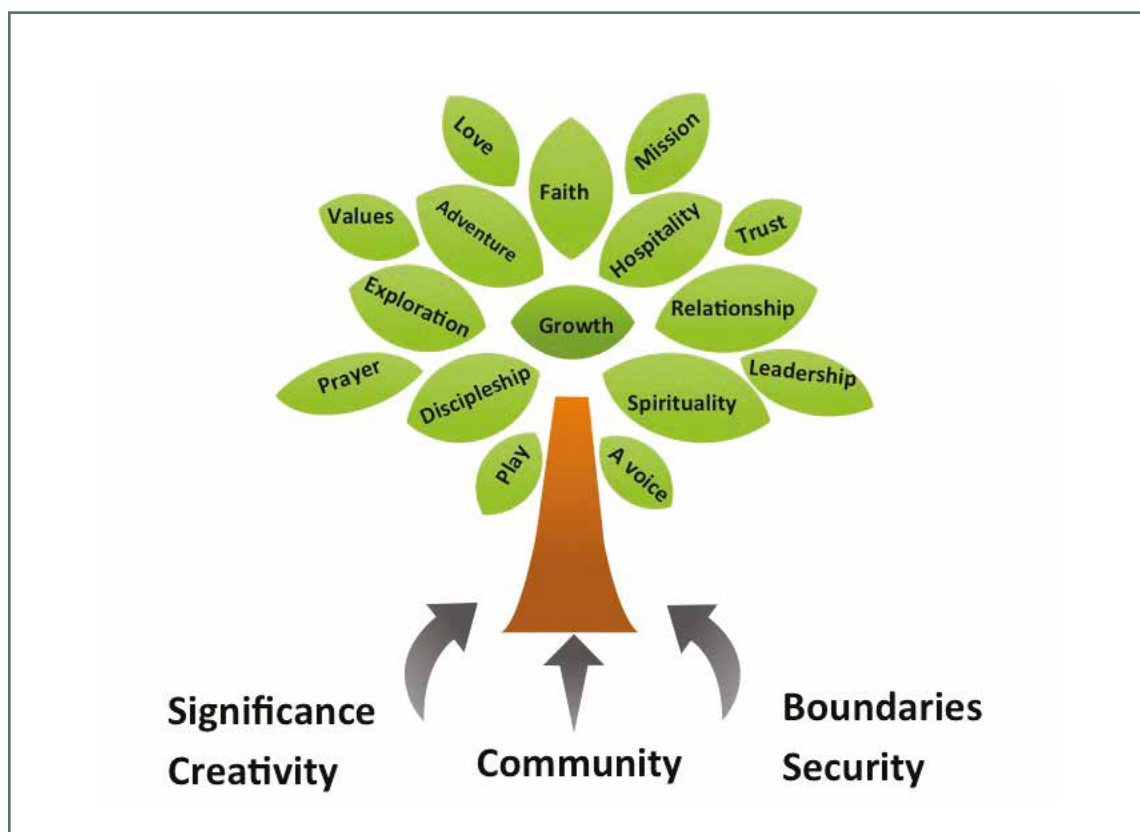 Love
Faith
Mission
Values
Adventure
Hospitality
Trust
Exploration
Growth
Relationship
Prayer
Discipleship
Spirituality
Leadership
Play
A voice
Significance
Creativity
Community
Boundaries
Security